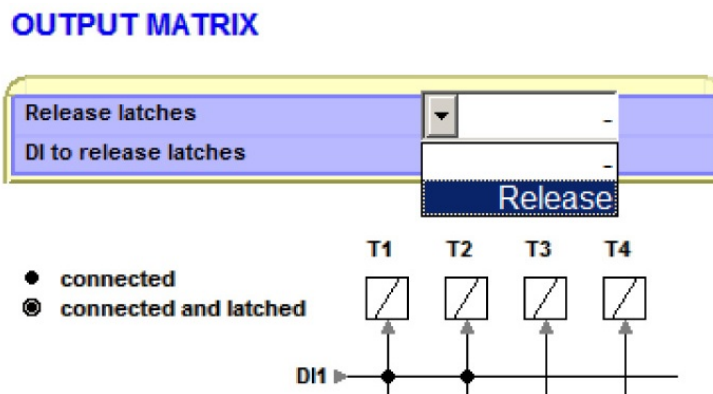 OUTPUT MATRIX
Release latches -
DI to release latches -
Release
T1 T2 T3 T4
connected
connected and latched
DI1